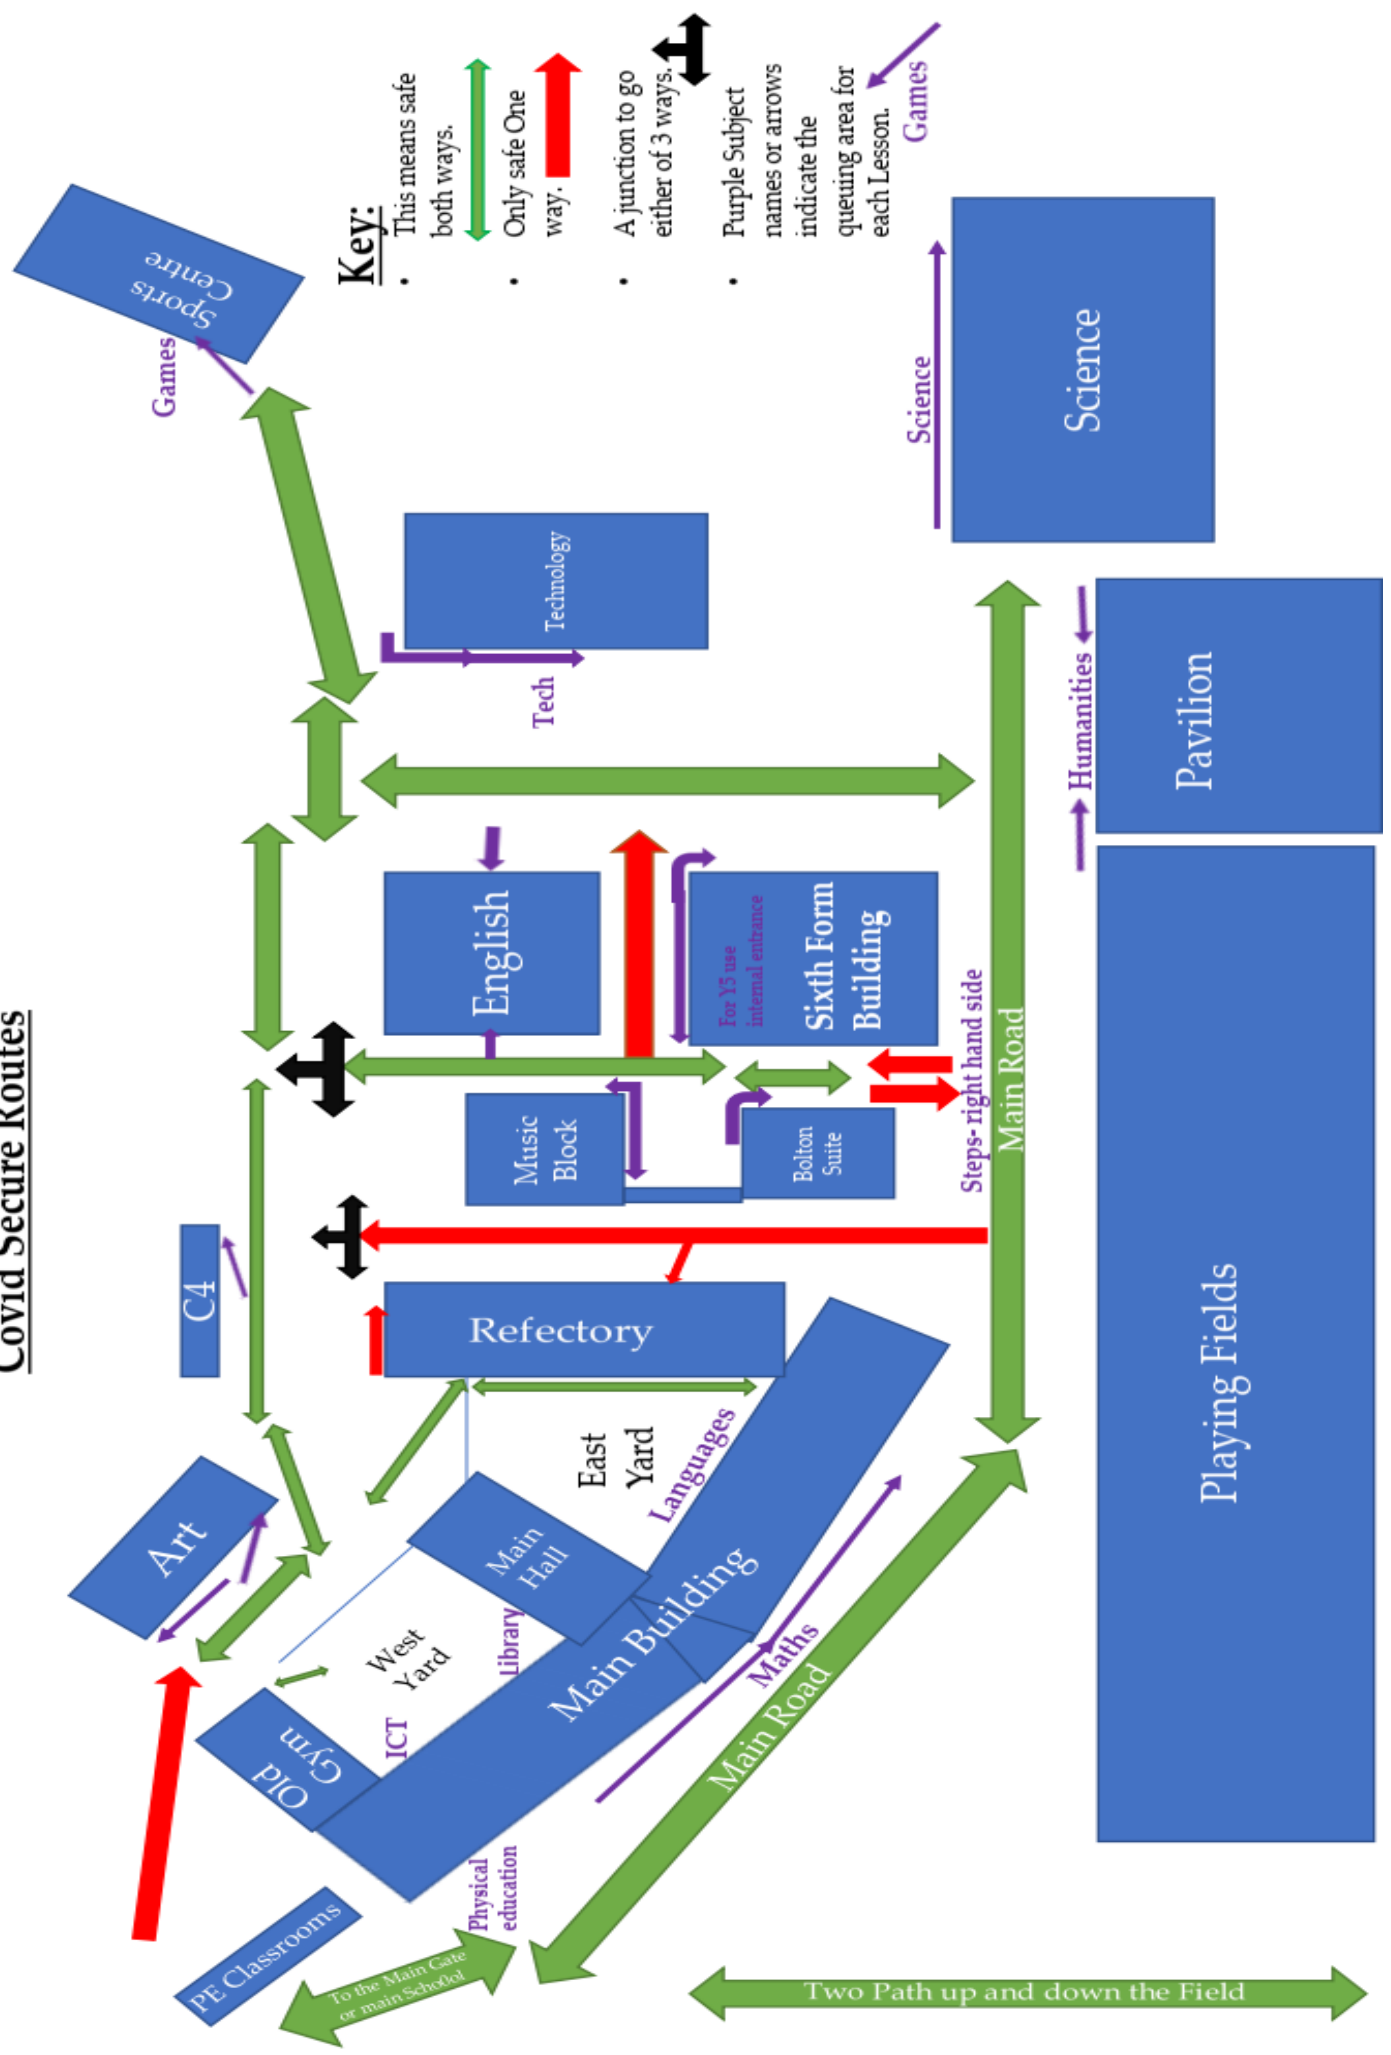 Covid Secure Routes
Key:
• This means safe
both ways.
• Only safe One
way.
• A junction to go
either of 3 ways.
• Purple Subject
names or arrows
indicate the
queuing area for
each Lesson.
Games
Sports
Centre
Games
C4
Art
Technology
Tech
English
Music
Block
Refectory
East
Yard
Main
Hall
West
Yard
Library
ICT
Old
Gym
PE Classrooms
For Y5 use
internal entrance
Sixth Form
Building
Bolton
Suite
Languages
Main Building
Maths
Physical
education
To the Main Gate
or main Scho0ol
Steps- right hand side
Main Road
Main Road
Science
Science
Humanities
Pavilion
Playing Fields
Two Path up and down the Field